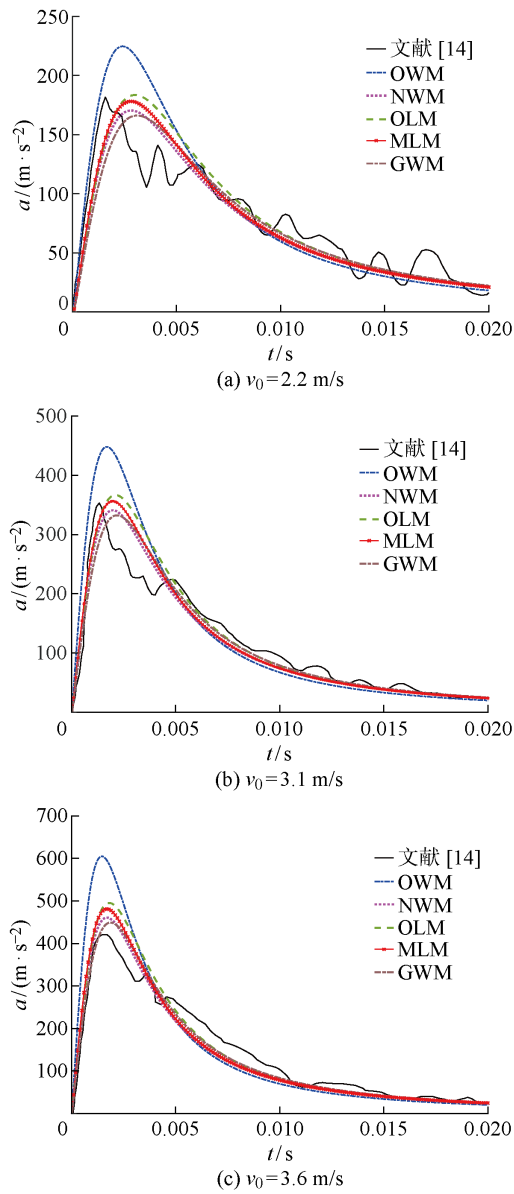 250
200
150
100
50
0
a/(m·s⁻²)
文献 [14]
OWM
NWM
OLM
MLM
GWM
0 0.005 0.010 0.015 0.020
t/s
(a) v₀=2.2 m/s
500
400
300
200
100
a/(m·s⁻²)
文献 [14]
OWM
NWM
OLM
MLM
GWM
0 0.005 0.010 0.015 0.020
t/s
(b) v₀=3.1 m/s
700
600
500
400
300
200
100
a/(m·s⁻²)
文献 [14]
OWM
NWM
OLM
MLM
GWM
0 0.005 0.010 0.015 0.020
t/s
(c) v₀=3.6 m/s